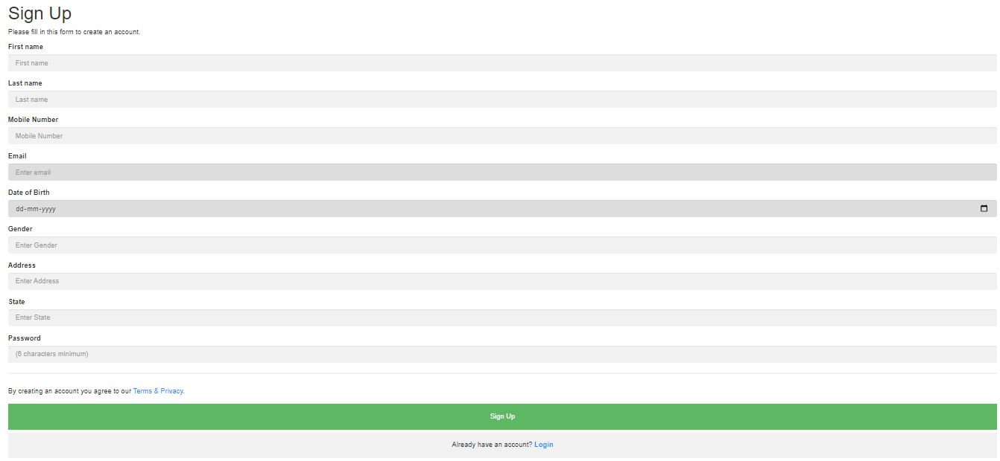 Sign Up
Please fill in this form to create an account.
First name
First name
Last name
Last name
Mobile Number
Mobile Number
Email
Enter email
Date of Birth
dd-mm-yyyy
Gender
Enter Gender
Address
Enter Address
State
Enter State
Password
(6 characters minimum)
By creating an account you agree to our Terms & Privacy.
Sign Up
Already have an account? Login